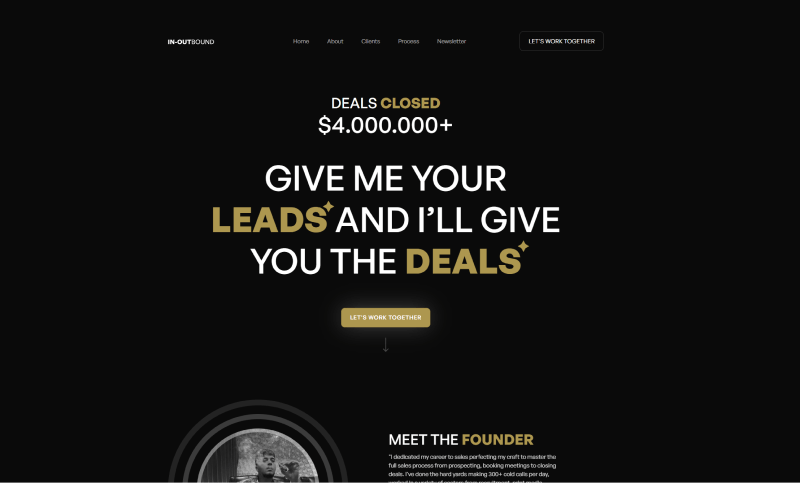 IN-OUTBOUND
Home About Clients Process Newsletter
LET'S WORK TOGETHER
DEALS CLOSED
$4.000.000+
GIVE ME YOUR
LEADS AND I'LL GIVE
YOU THE DEALS
LET'S WORK TOGETHER
MEET THE FOUNDER
"I dedicated my career to sales perfecting my craft to master the
full sales process from prospecting, booking meetings to closing
deals. I've done the hard yards making 300+ cold calls per day,